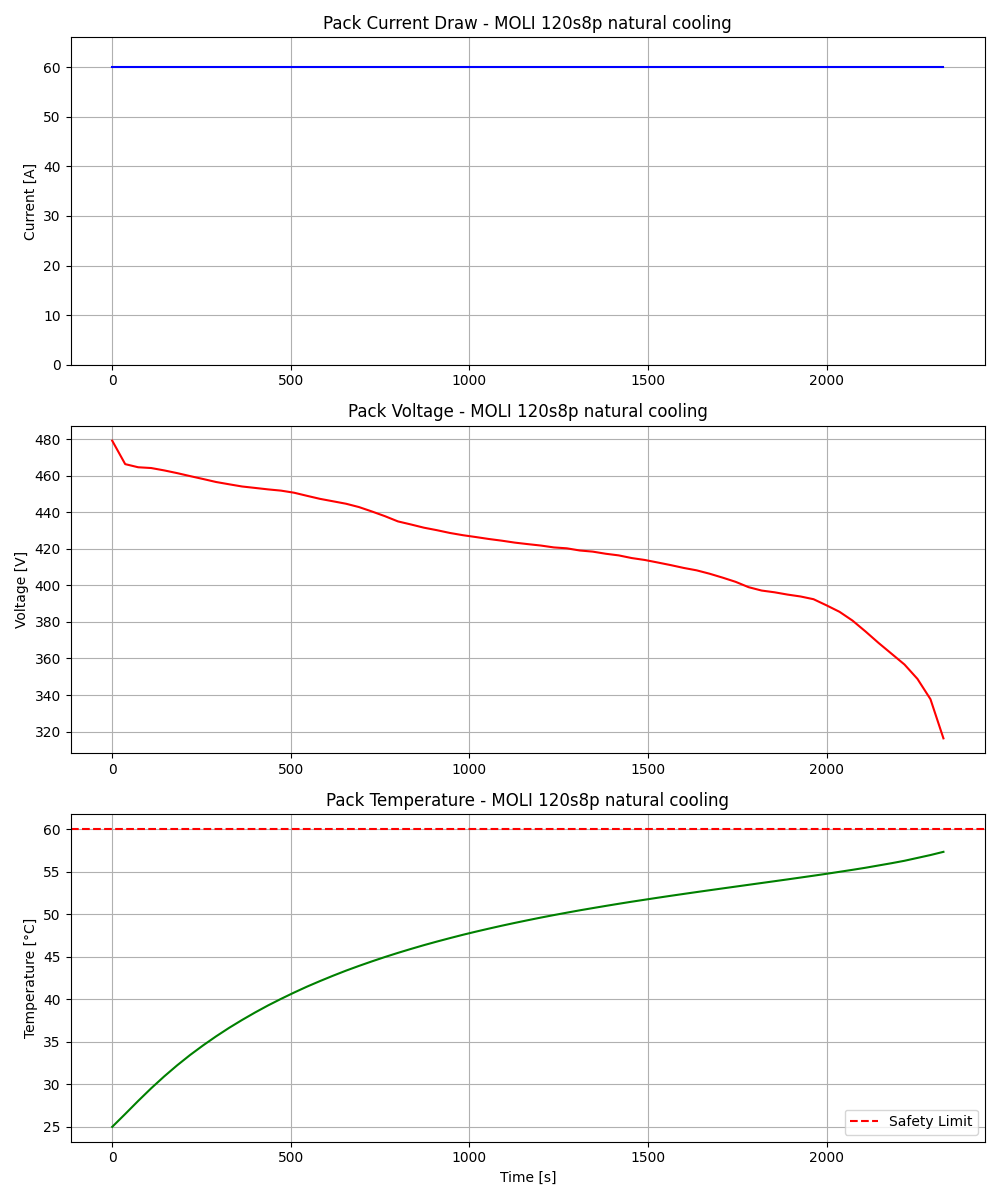 Pack Current Draw - MOLI 120s8p natural cooling
60
50
40
30
20
10
0
Current [A]
0 500 1000 1500 2000
Pack Voltage - MOLI 120s8p natural cooling
480
460
440
420
400
380
360
340
320
Voltage [V]
0 500 1000 1500 2000
Pack Temperature - MOLI 120s8p natural cooling
60
55
50
45
40
35
30
25
Temperature [°C]
Safety Limit
0 500 1000 1500 2000
Time [s]